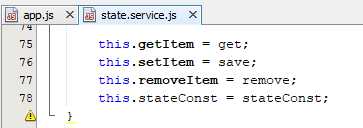 app.js x state.service.js x
74
75 this.getItem = get;
76 this.setItem = save;
77 this.removeItem = remove;
78 this.stateConst = stateConst;
}